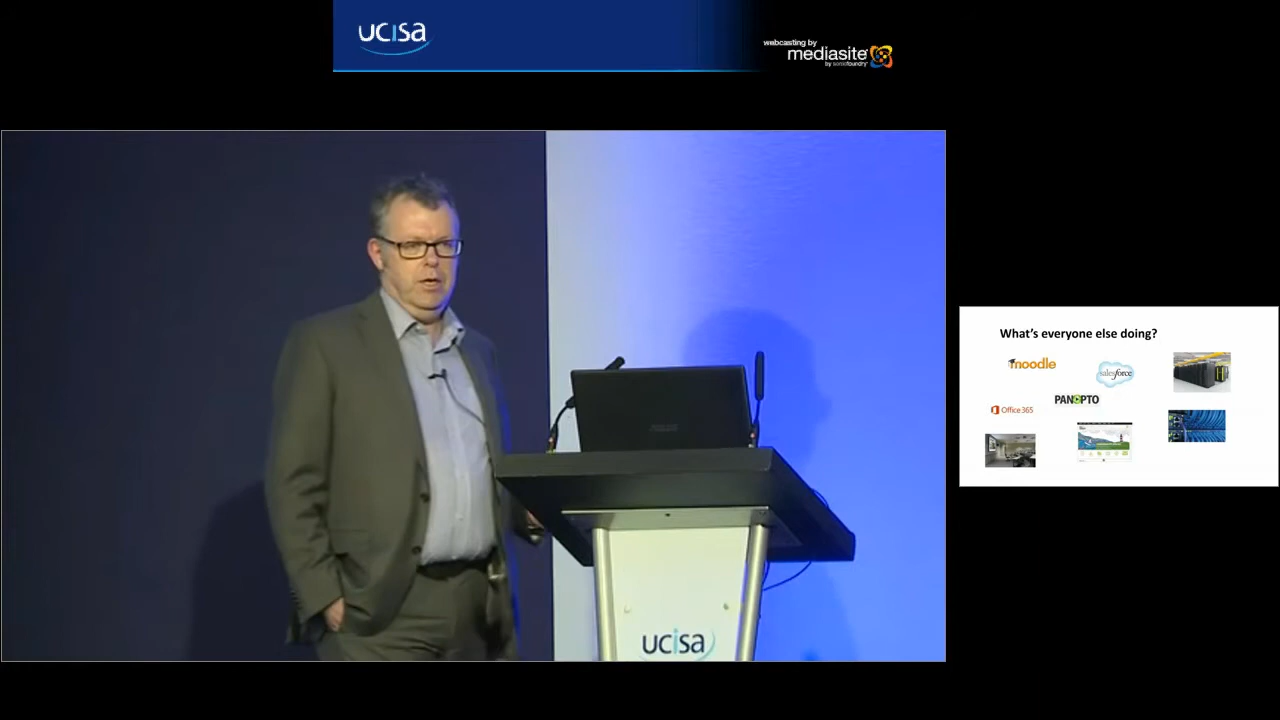 ucisa
webcasting by
mediasite
by sonicfoundry
What's everyone else doing?
moodle
salesforce
PANOPTO
Office 365
ucisa